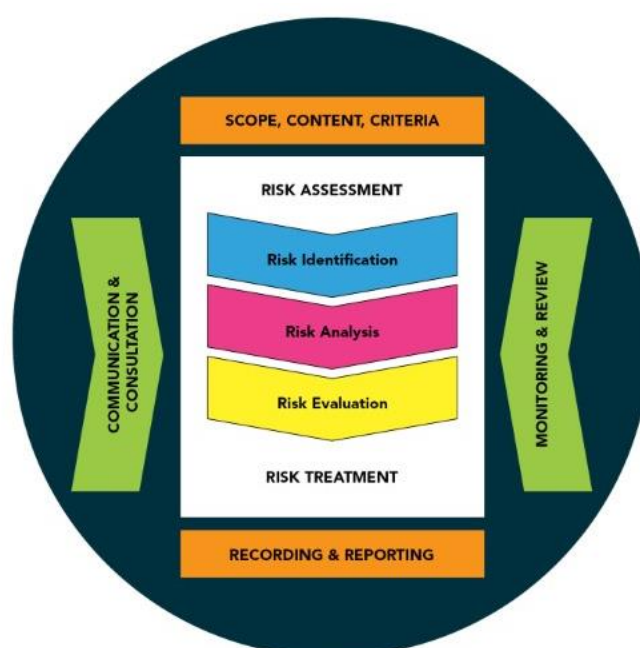 SCOPE, CONTENT, CRITERIA
RISK ASSESSMENT
Risk Identification
Risk Analysis
Risk Evaluation
RISK TREATMENT
RECORDING & REPORTING
COMMUNICATION &
CONSULTATION
MONITORING & REVIEW